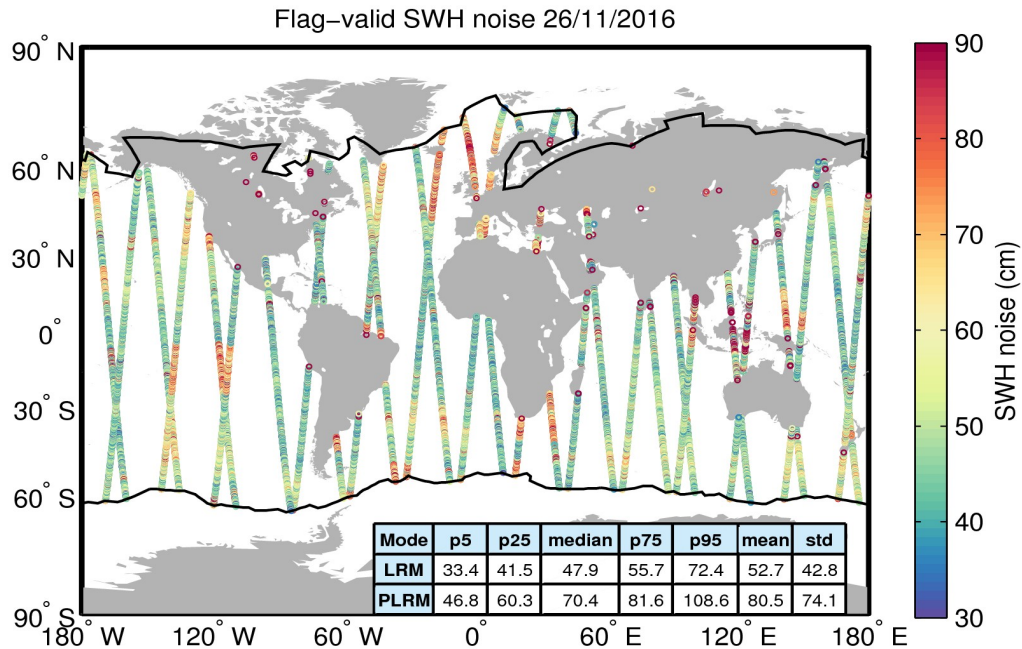 Flag−valid SWH noise 26/11/2016
90° N
60° N
30° N
0°
30° S
60° S
90° S
180° W
120° W
60° W
0°
60° E
120° E
180° E
90
80
70
60
50
40
30
SWH noise (cm)
Mode p5 p25 median p75 p95 mean std
LRM 33.4 41.5 47.9 55.7 72.4 52.7 42.8
PLRM 46.8 60.3 70.4 81.6 108.6 80.5 74.1